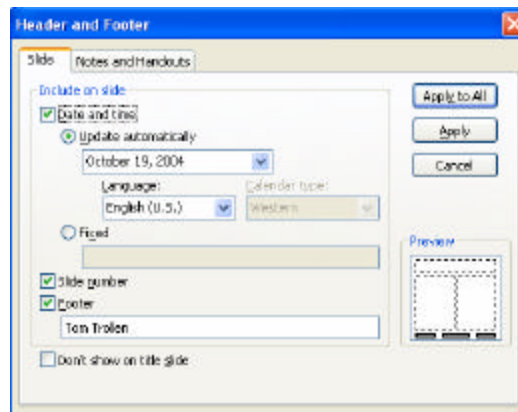 Header and Footer
Slide
Notes and Handouts
Include on slide
Date and time
Update automatically
October 19, 2004
Language:
Calendar type:
English (U.S.)
Western
Fixed
Slide number
Footer
Tom Trollen
Don't show on title slide
Apply to All
Apply
Cancel
Preview